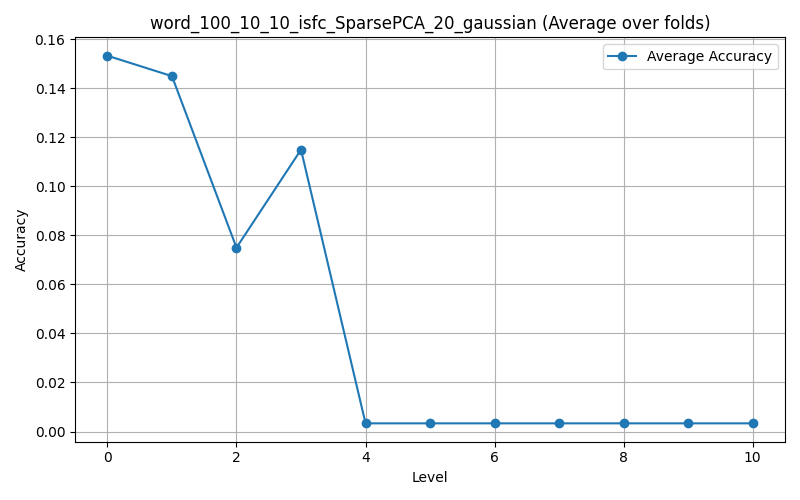 word_100_10_10_isfc_SparsePCA_20_gaussian (Average over folds)
Average Accuracy
Accuracy
0.16
0.14
0.12
0.10
0.08
0.06
0.04
0.02
0.00
0 2 4 6 8 10
Level